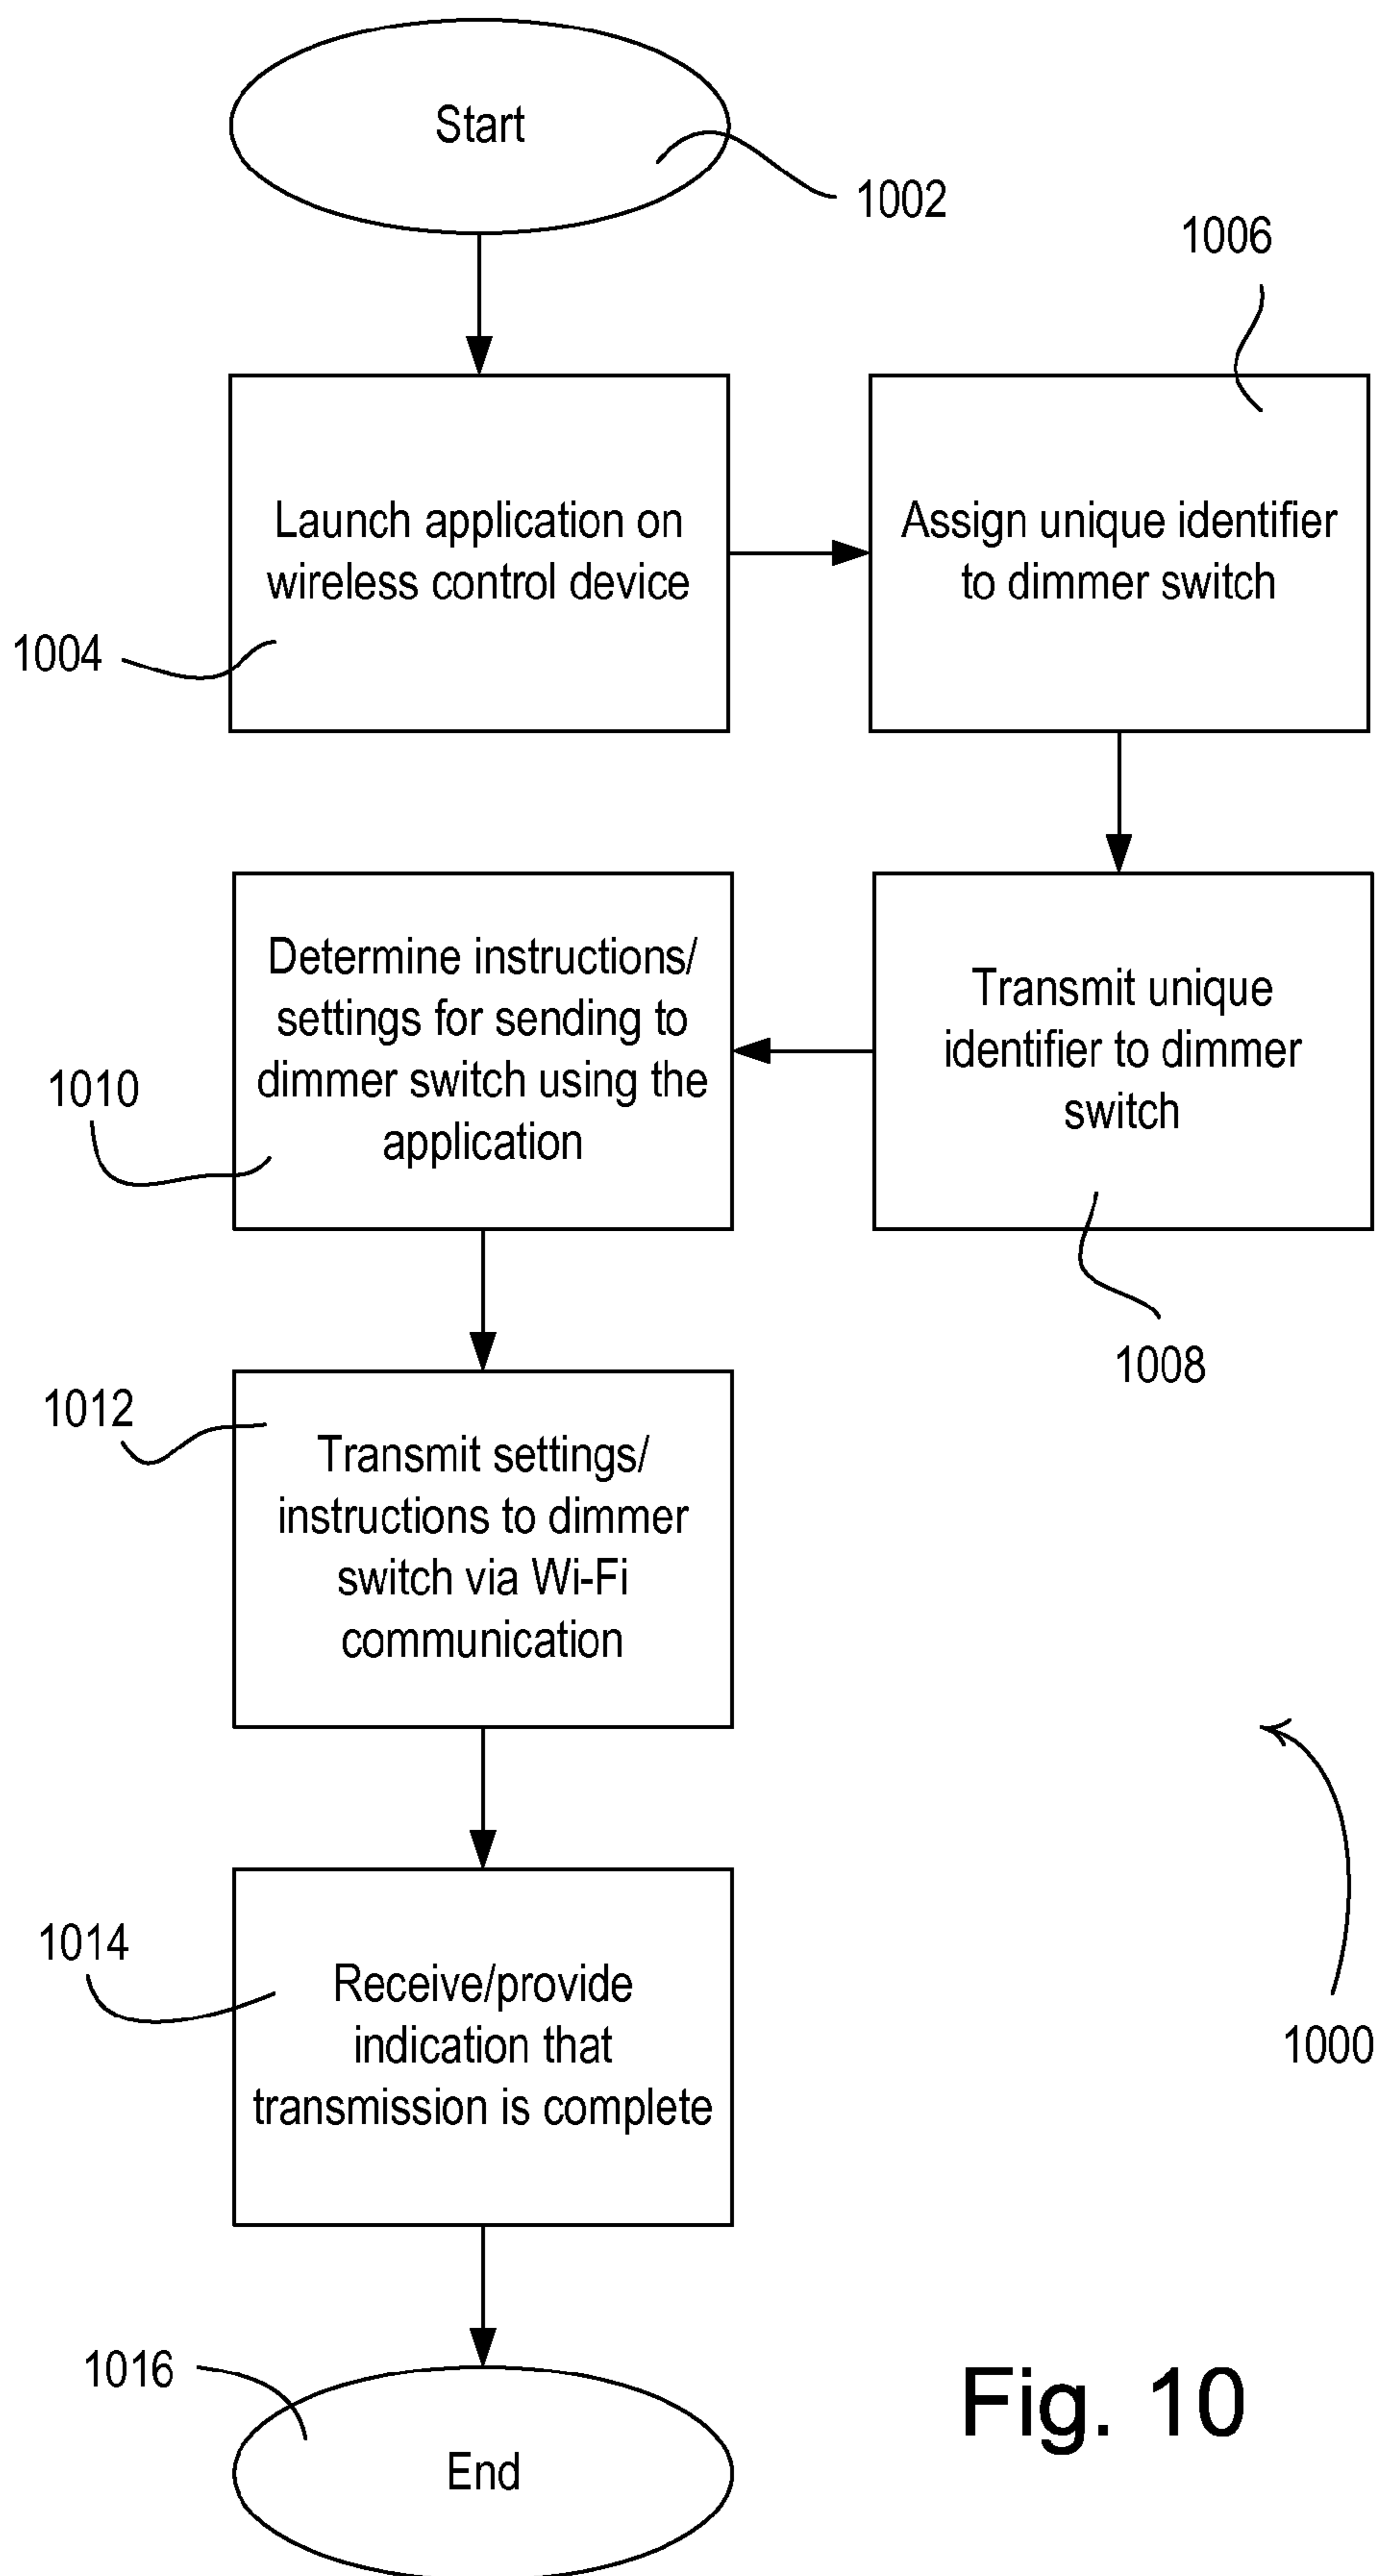 Start
1002
1006
Launch application on
wireless control device
1004
Assign unique identifier
to dimmer switch
Determine instructions/
settings for sending to
dimmer switch using the
application
1010
Transmit unique
identifier to dimmer
switch
1008
1012
Transmit settings/
instructions to dimmer
switch via Wi-Fi
communication
1014
Receive/provide
indication that
transmission is complete
1000
1016
End
Fig. 10